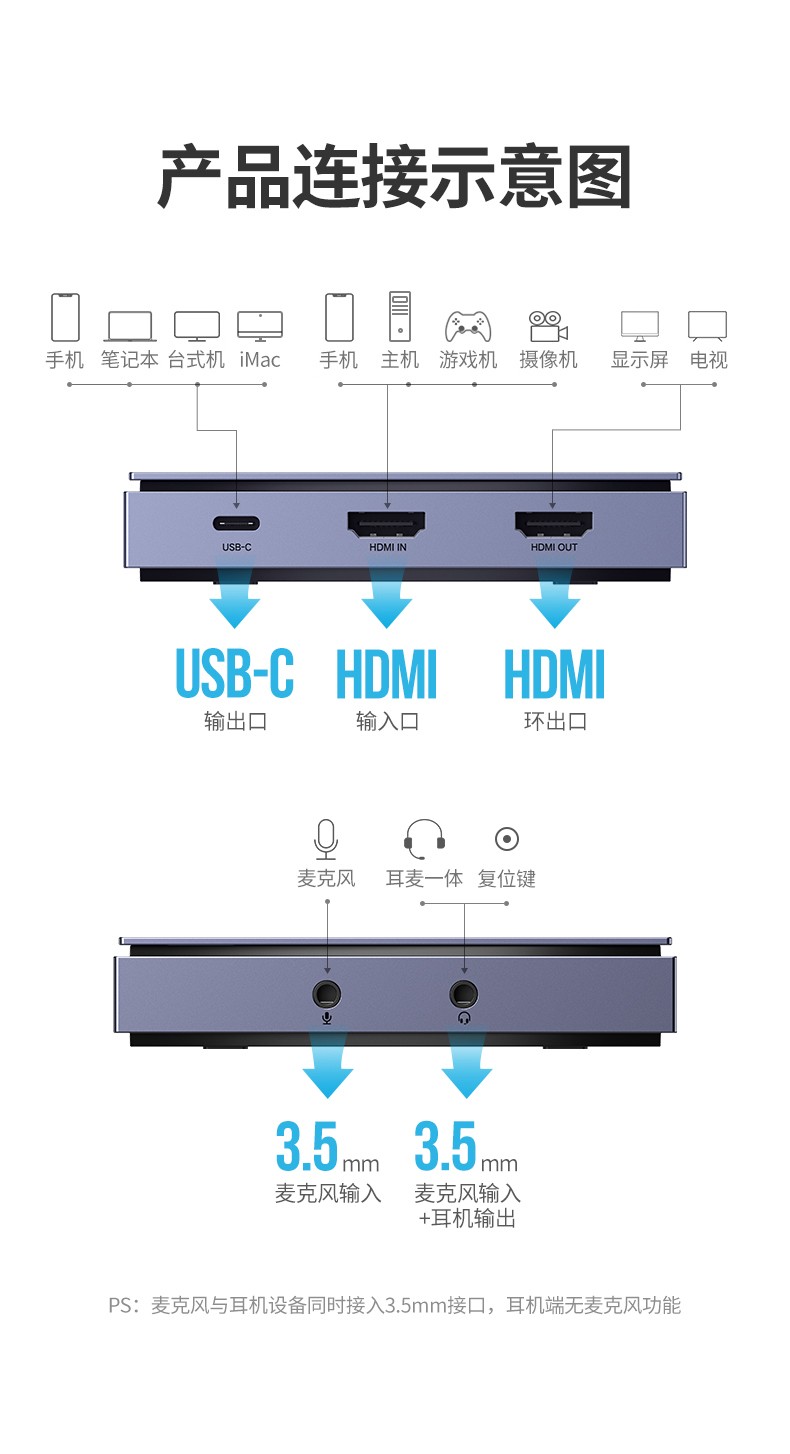 产品连接示意图
手机 笔记本 台式机 iMac 手机 主机 游戏机 摄像机 显示屏 电视
USB-C HDMI IN HDMI OUT
USB-C HDMI HDMI
输出口 输入口 环出口
麦克风 耳麦一体 复位键
3.5mm 3.5mm
麦克风输入 麦克风输入
+耳机输出
PS：麦克风与耳机设备同时接入3.5mm接口，耳机端无麦克风功能